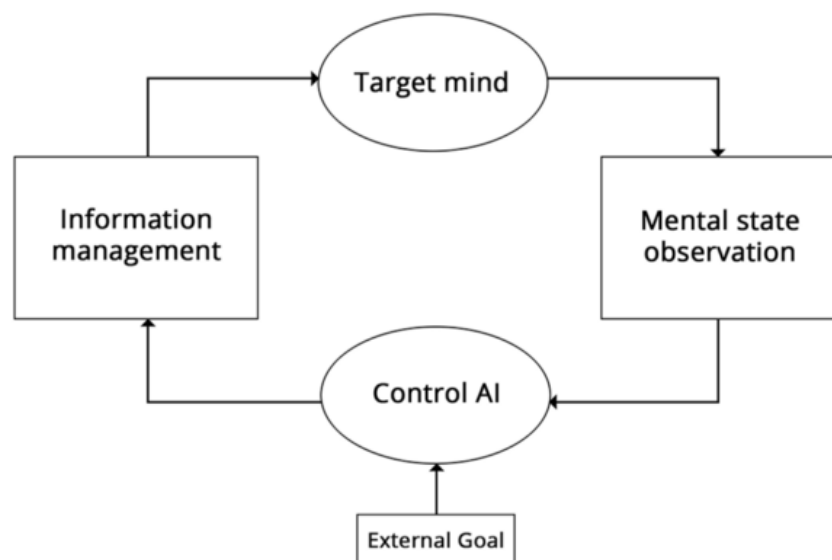 Target mind
Information
management
Mental state
observation
Control AI
External Goal